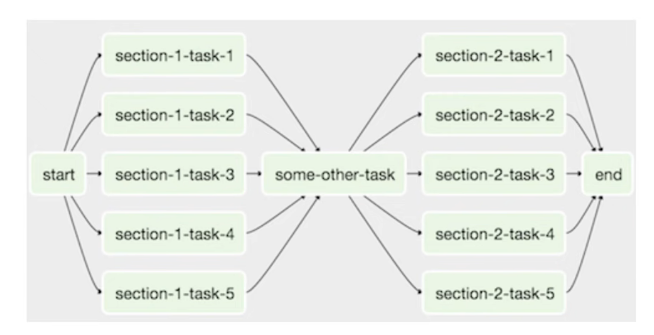 section-1-task-1
section-2-task-1
section-1-task-2
section-2-task-2
start
section-1-task-3
some-other-task
section-2-task-3
end
section-1-task-4
section-2-task-4
section-1-task-5
section-2-task-5